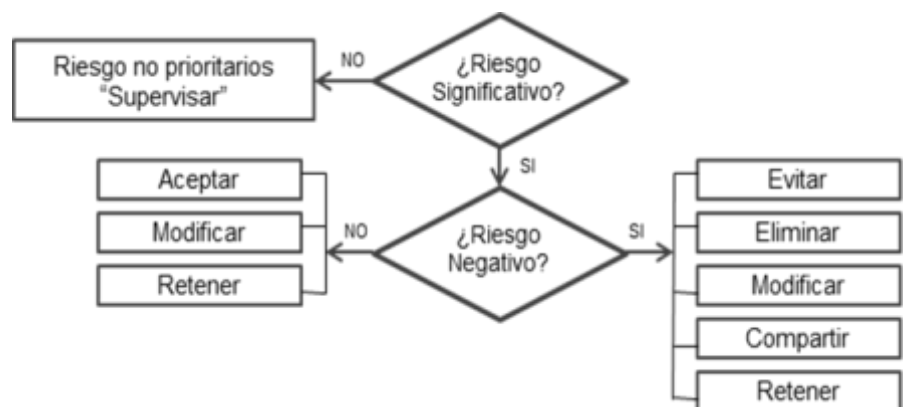 ¿Riesgo
Significativo?
NO
Riesgo no prioritarios
“Supervisar”
SI
¿Riesgo
Negativo?
NO
Aceptar
Modificar
Retener
SI
Evitar
Eliminar
Modificar
Compartir
Retener